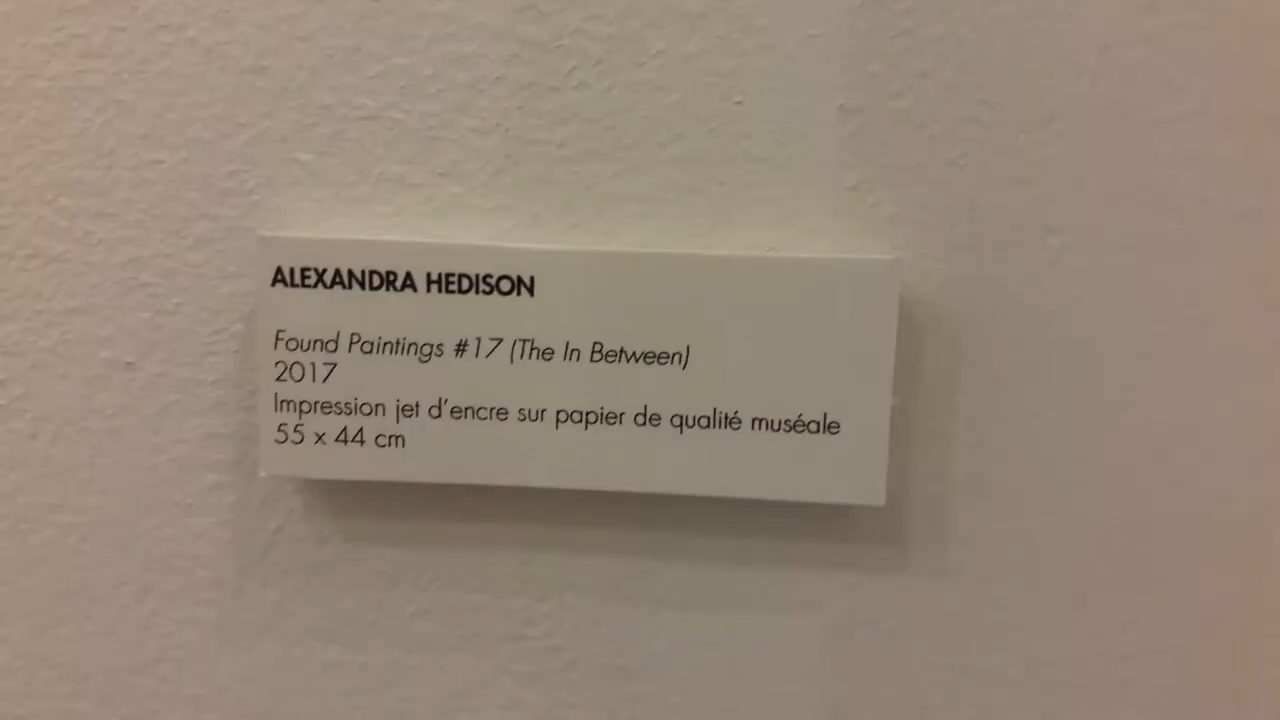 ALEXANDRA HEDISON
Found Paintings #17 (The In Between)
2017
Impression jet d'encre sur papier de qualité muséale
55 x 44 cm